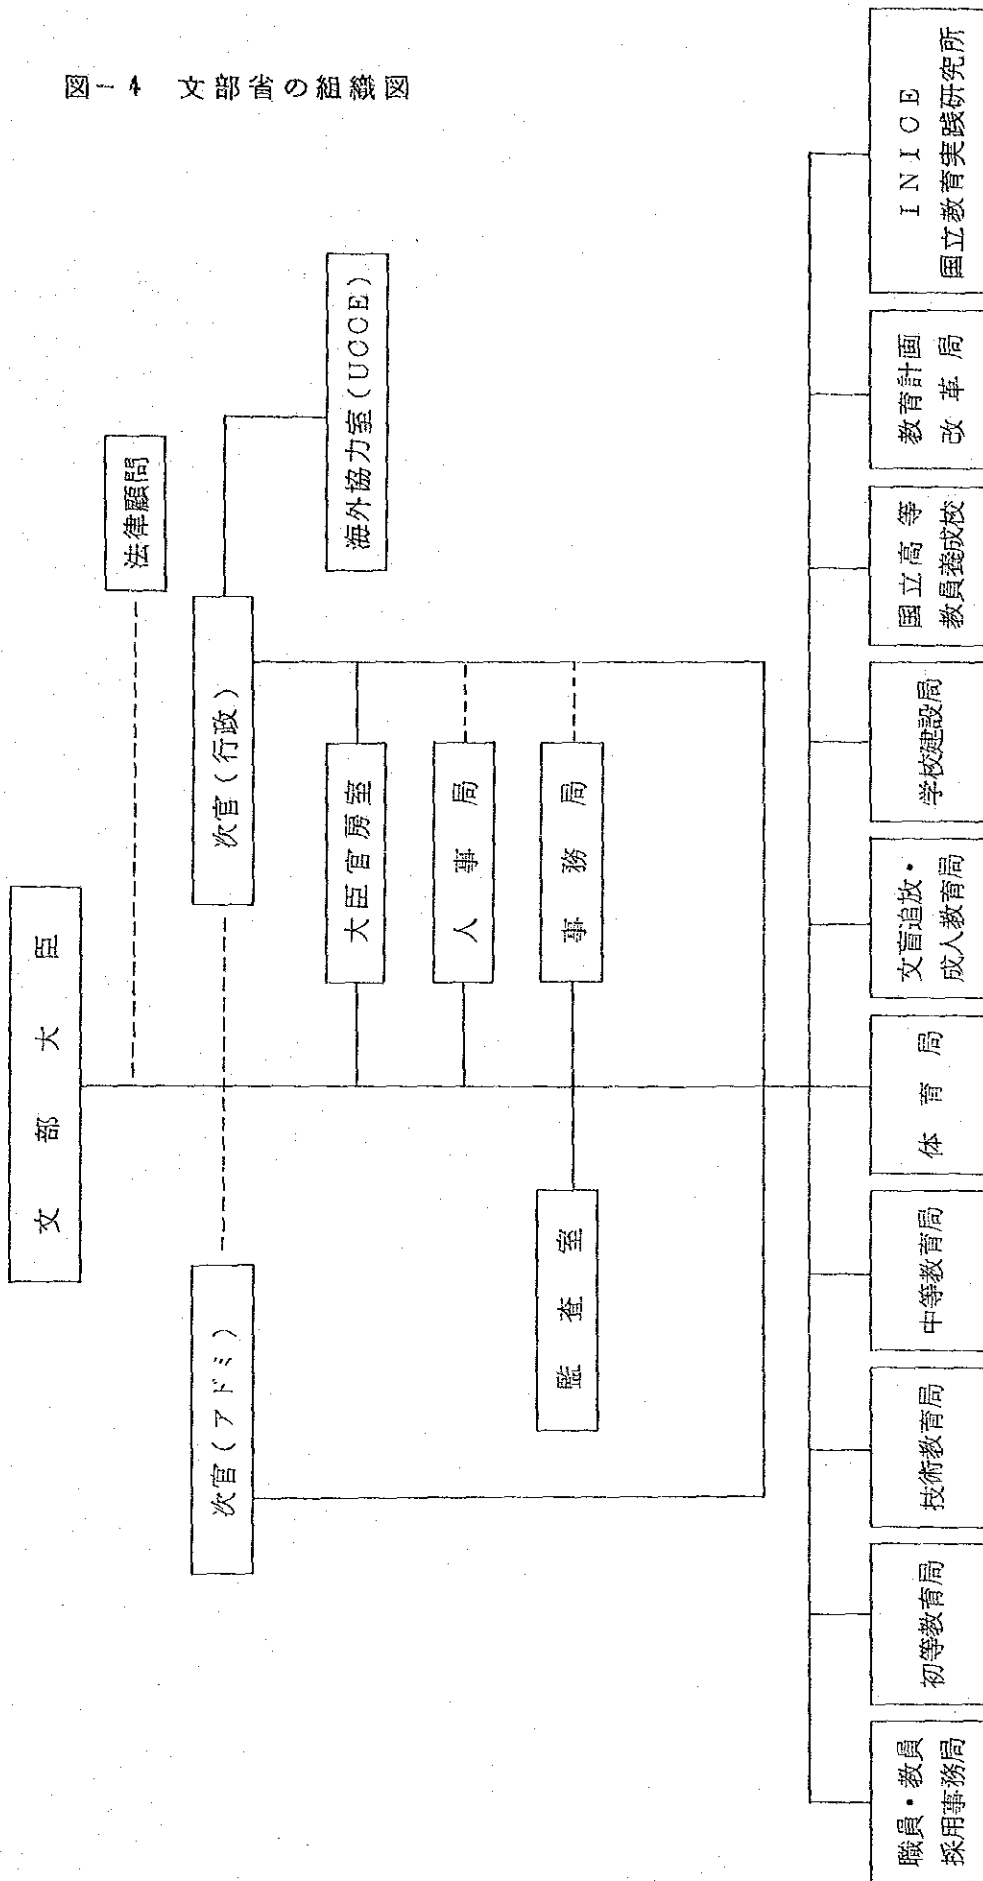 図-4 文部省の組織図
文部大臣
法律顧問
次官(アドミ)
次官(行政)
海外協力室(UCCE)
大臣官房室
人事局
事務局
監査室
職員・教員
採用事務局
初等教育局
技術教育局
中等教育局
体育局
文盲追放・
成人教育局
学校建設局
国立高等
教員養成校
教育計画
改革局
INICE
国立教育実践研究所